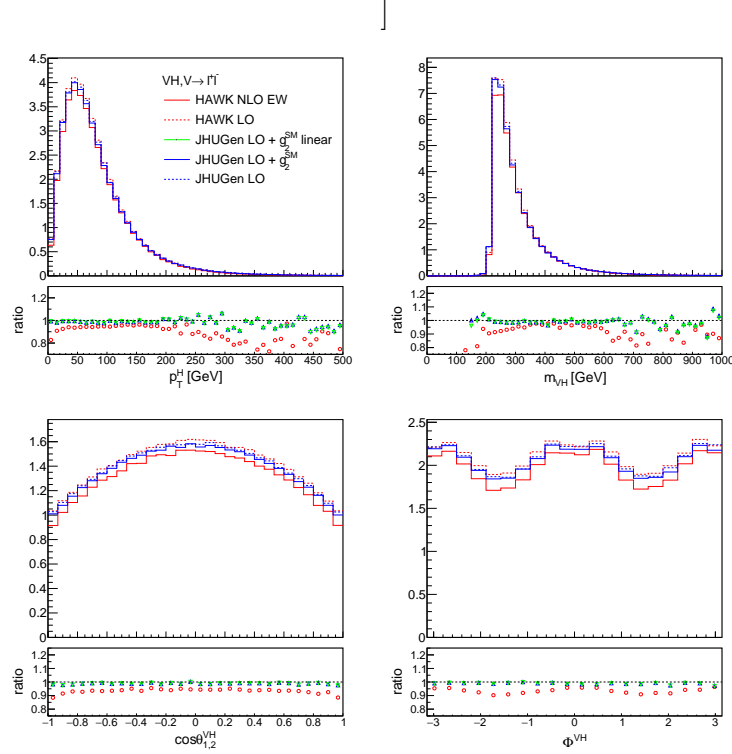 ]
4.5
4
3.5
3
2.5
2
1.5
1
0.5
0
VH, V→ l⁺l⁻
HAWK NLO EW
HAWK LO
JHUGen LO + g₂^SM linear
JHUGen LO + g₂^SM
JHUGen LO
1.2
1
0.8
ratio
0 50 100 150 200 250 300 350 400 450 500
p_T^H [GeV]
8
7
6
5
4
3
2
1
0
1.2
1.1
1.0
0.9
0.8
ratio
0 100 200 300 400 500 600 700 800 900 1000
m_VH [GeV]
1.6
1.4
1.2
1
0.8
0.6
0.4
0.2
0
1.2
1.1
1
0.9
0.8
ratio
−1 −0.8 −0.6 −0.4 −0.2 0 0.2 0.4 0.6 0.8 1
cosθ_1,2^VH
2.5
2
1.5
1
0.5
0
1.2
1.1
1
0.9
0.8
ratio
−3 −2 −1 0 1 2 3
Φ^VH